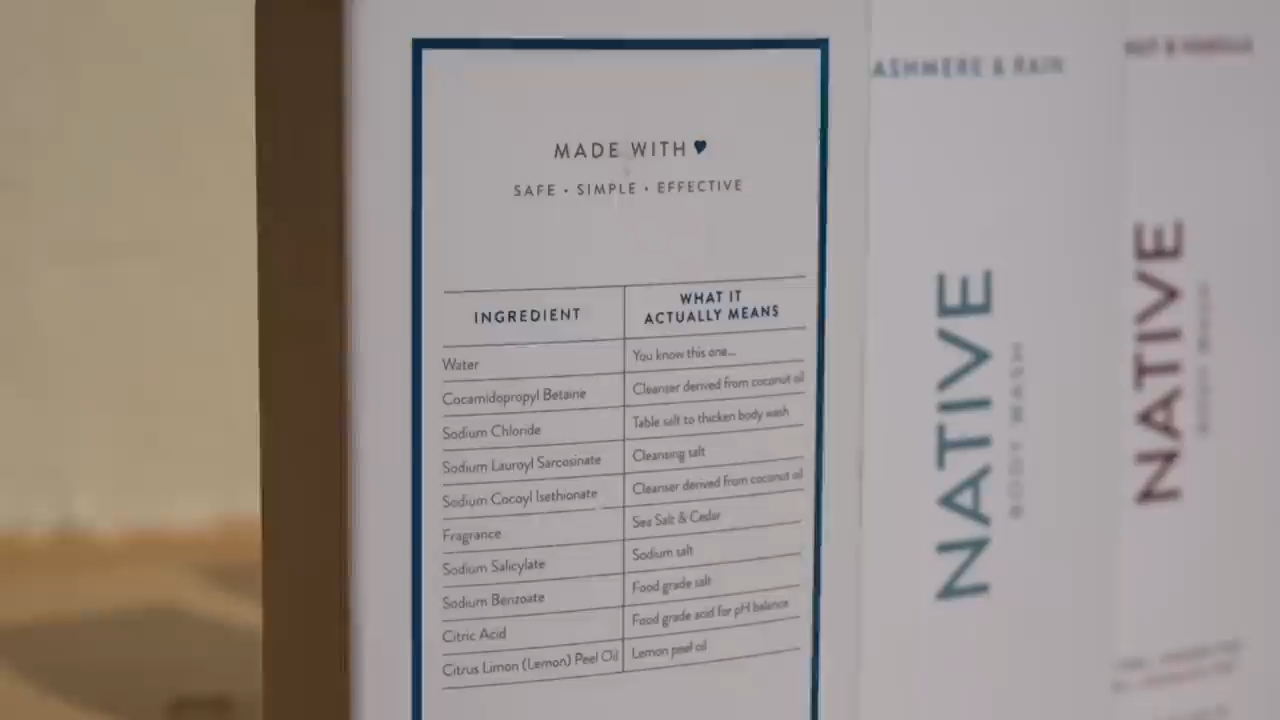 MADE WITH ♥
SAFE • SIMPLE • EFFECTIVE
INGREDIENT
WHAT IT
ACTUALLY MEANS
Water
You know this one...
Cocamidopropyl Betaine
Cleanser derived from coconut oil
Sodium Chloride
Table salt to thicken body wash
Sodium Lauroyl Sarcosinate
Cleansing salt
Sodium Cocoyl Isethionate
Cleanser derived from coconut oil
Fragrance
Sea Salt & Cedar
Sodium Salicylate
Sodium salt
Sodium Benzoate
Food grade salt
Citric Acid
Food grade acid for pH balance
Citrus Limon (Lemon) Peel Oil
Lemon peel oil
ASHMERE & RAIN
NATIVE
BODY WASH
NATIVE
BODY WASH